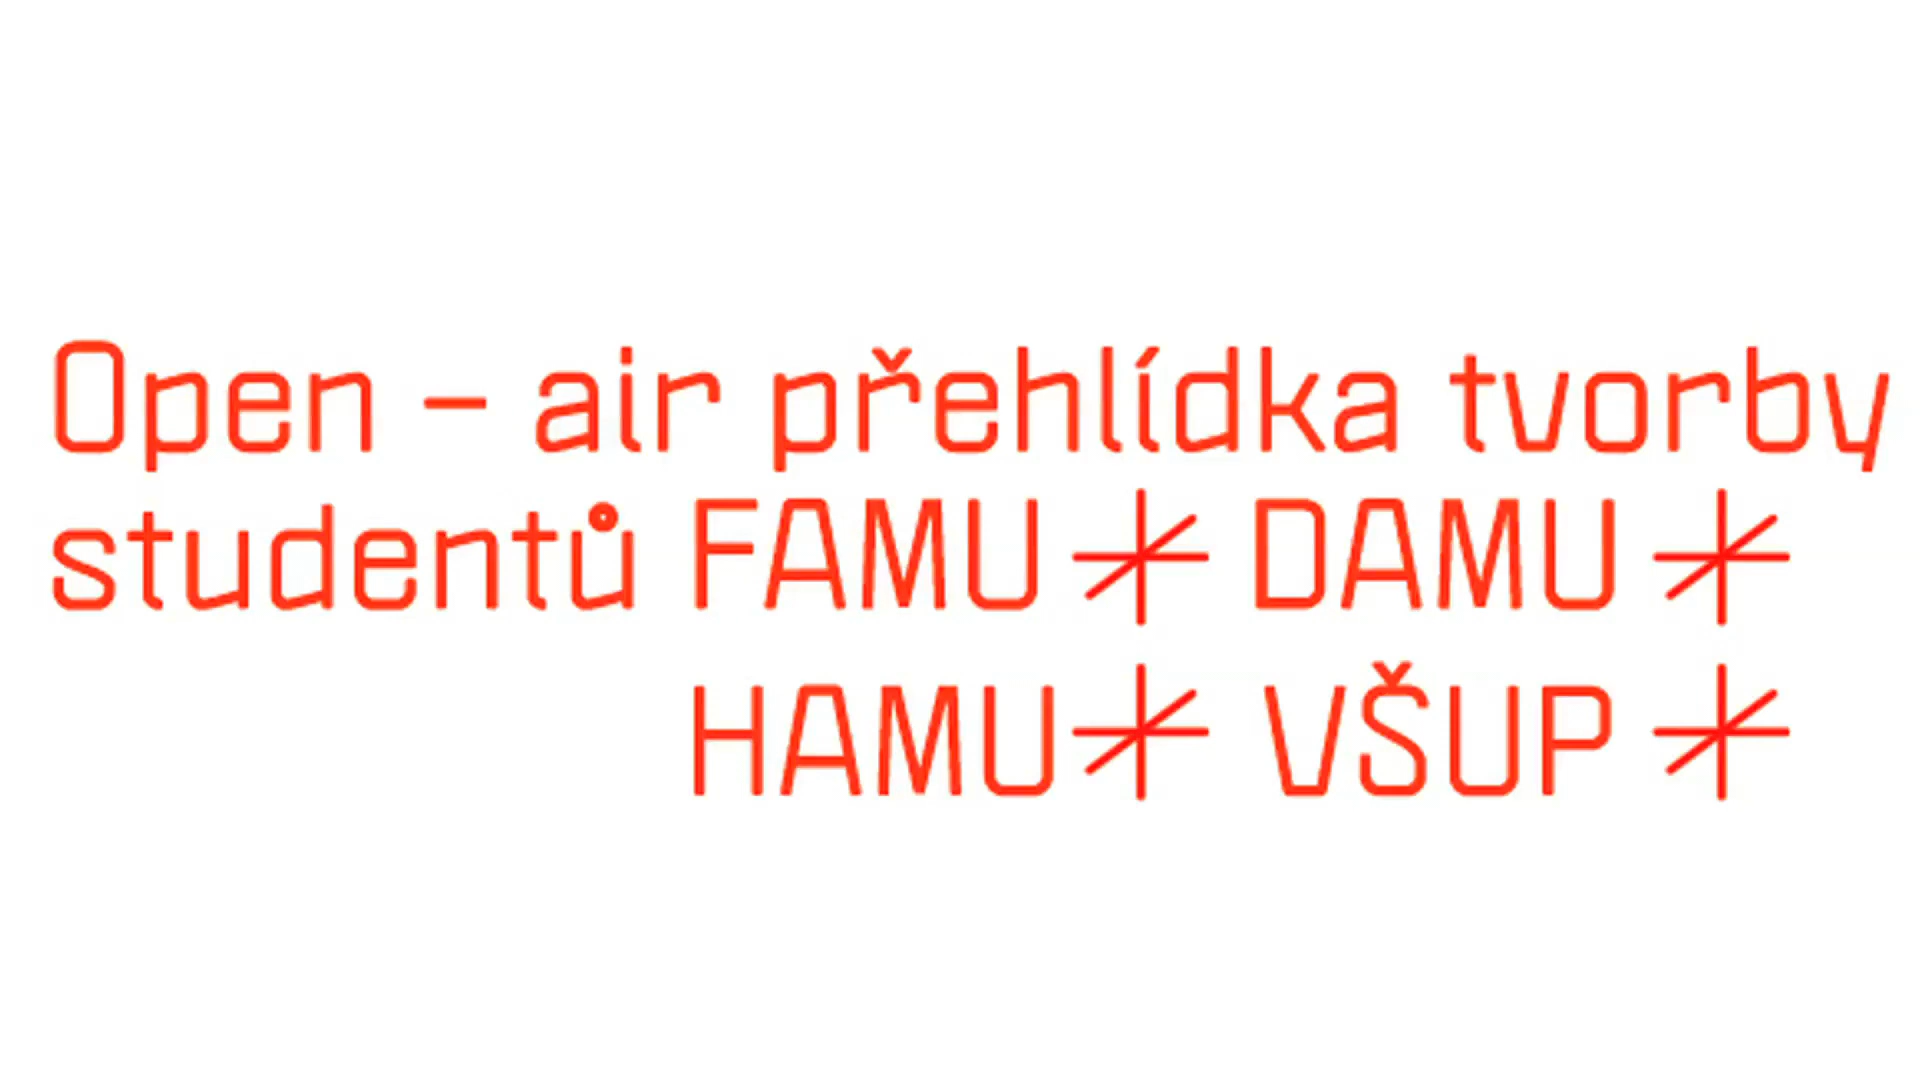 Open – air přehlídka tvorby
studentů FAMU * DAMU *
HAMU * VŠUP *